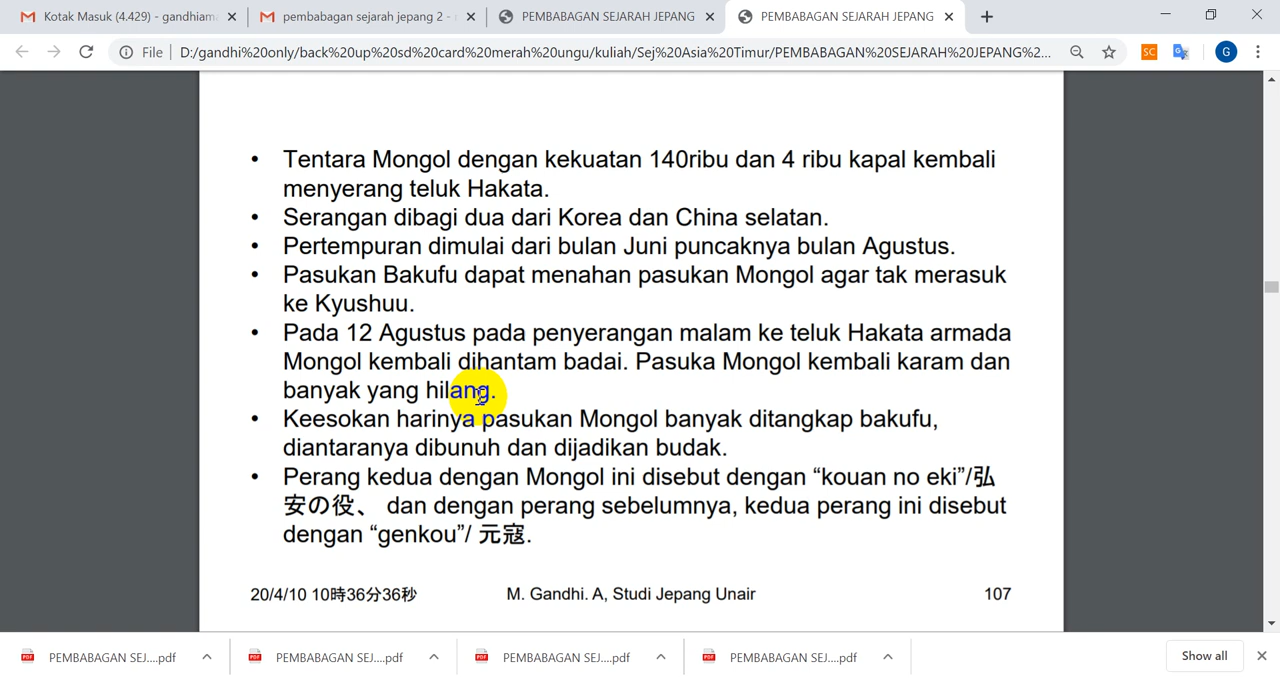 Kotak Masuk (4.429) - gandhiam
pembabagan sejarah jepang 2 -
PEMBABAGAN SEJARAH JEPANG
PEMBABAGAN SEJARAH JEPANG
File
D:/gandhi%20only/back%20up%20sd%20card%20merah%20ungu/kuliah/Sej%20Asia%20Timur/PEMBABAGAN%20SEJARAH%20JEPANG%2...
SC
G
• Tentara Mongol dengan kekuatan 140ribu dan 4 ribu kapal kembali
menyerang teluk Hakata.
• Serangan dibagi dua dari Korea dan China selatan.
• Pertempuran dimulai dari bulan Juni puncaknya bulan Agustus.
• Pasukan Bakufu dapat menahan pasukan Mongol agar tak merasuk
ke Kyushuu.
• Pada 12 Agustus pada penyerangan malam ke teluk Hakata armada
Mongol kembali dihantam badai. Pasuka Mongol kembali karam dan
banyak yang hilang.
• Keesokan harinya pasukan Mongol banyak ditangkap bakufu,
diantaranya dibunuh dan dijadikan budak.
• Perang kedua dengan Mongol ini disebut dengan “kouan no eki”/弘
安の役、 dan dengan perang sebelumnya, kedua perang ini disebut
dengan “genkou”/ 元寇.
20/4/10 10時36分36秒
M. Gandhi. A, Studi Jepang Unair
107
PEMBABAGAN SEJ....pdf
PEMBABAGAN SEJ....pdf
PEMBABAGAN SEJ....pdf
PEMBABAGAN SEJ....pdf
Show all